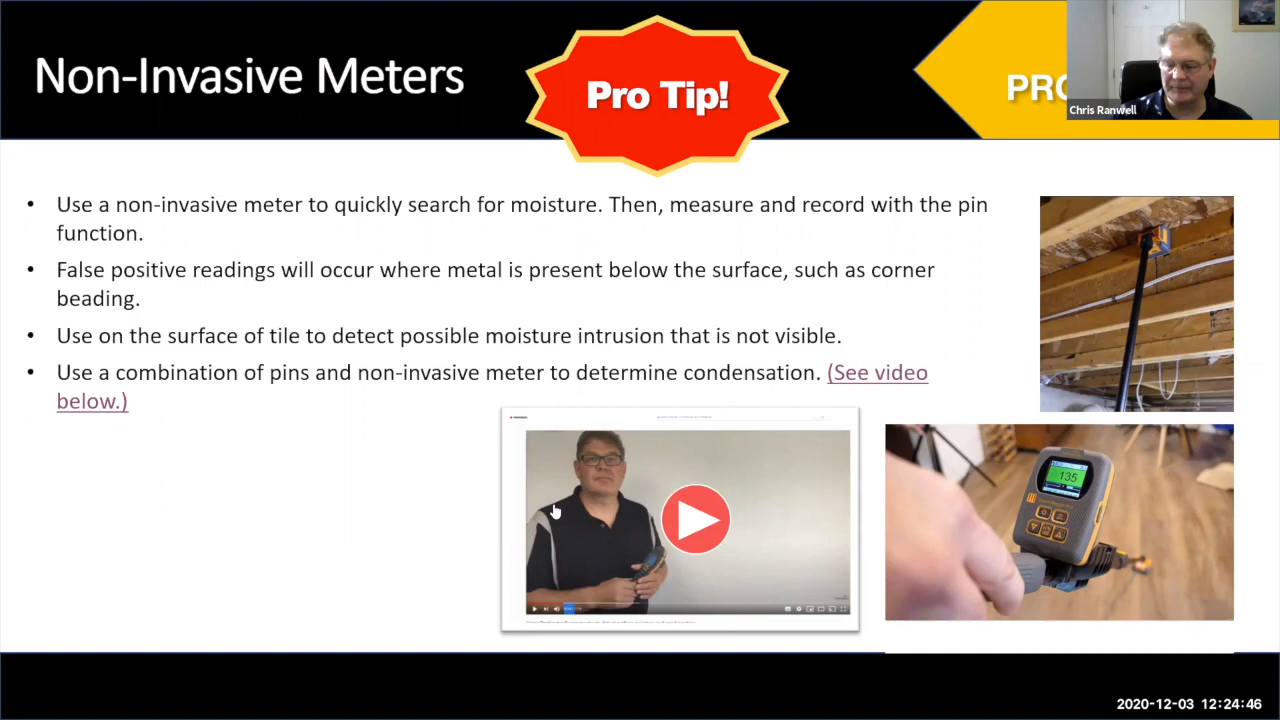 Non-Invasive Meters
Pro Tip!
PRO
Chris Ranwell
• Use a non-invasive meter to quickly search for moisture. Then, measure and record with the pin
function.
• False positive readings will occur where metal is present below the surface, such as corner
beading.
• Use on the surface of tile to detect possible moisture intrusion that is not visible.
• Use a combination of pins and non-invasive meter to determine condensation. (See video
below.)
135
2020-12-03 12:24:46